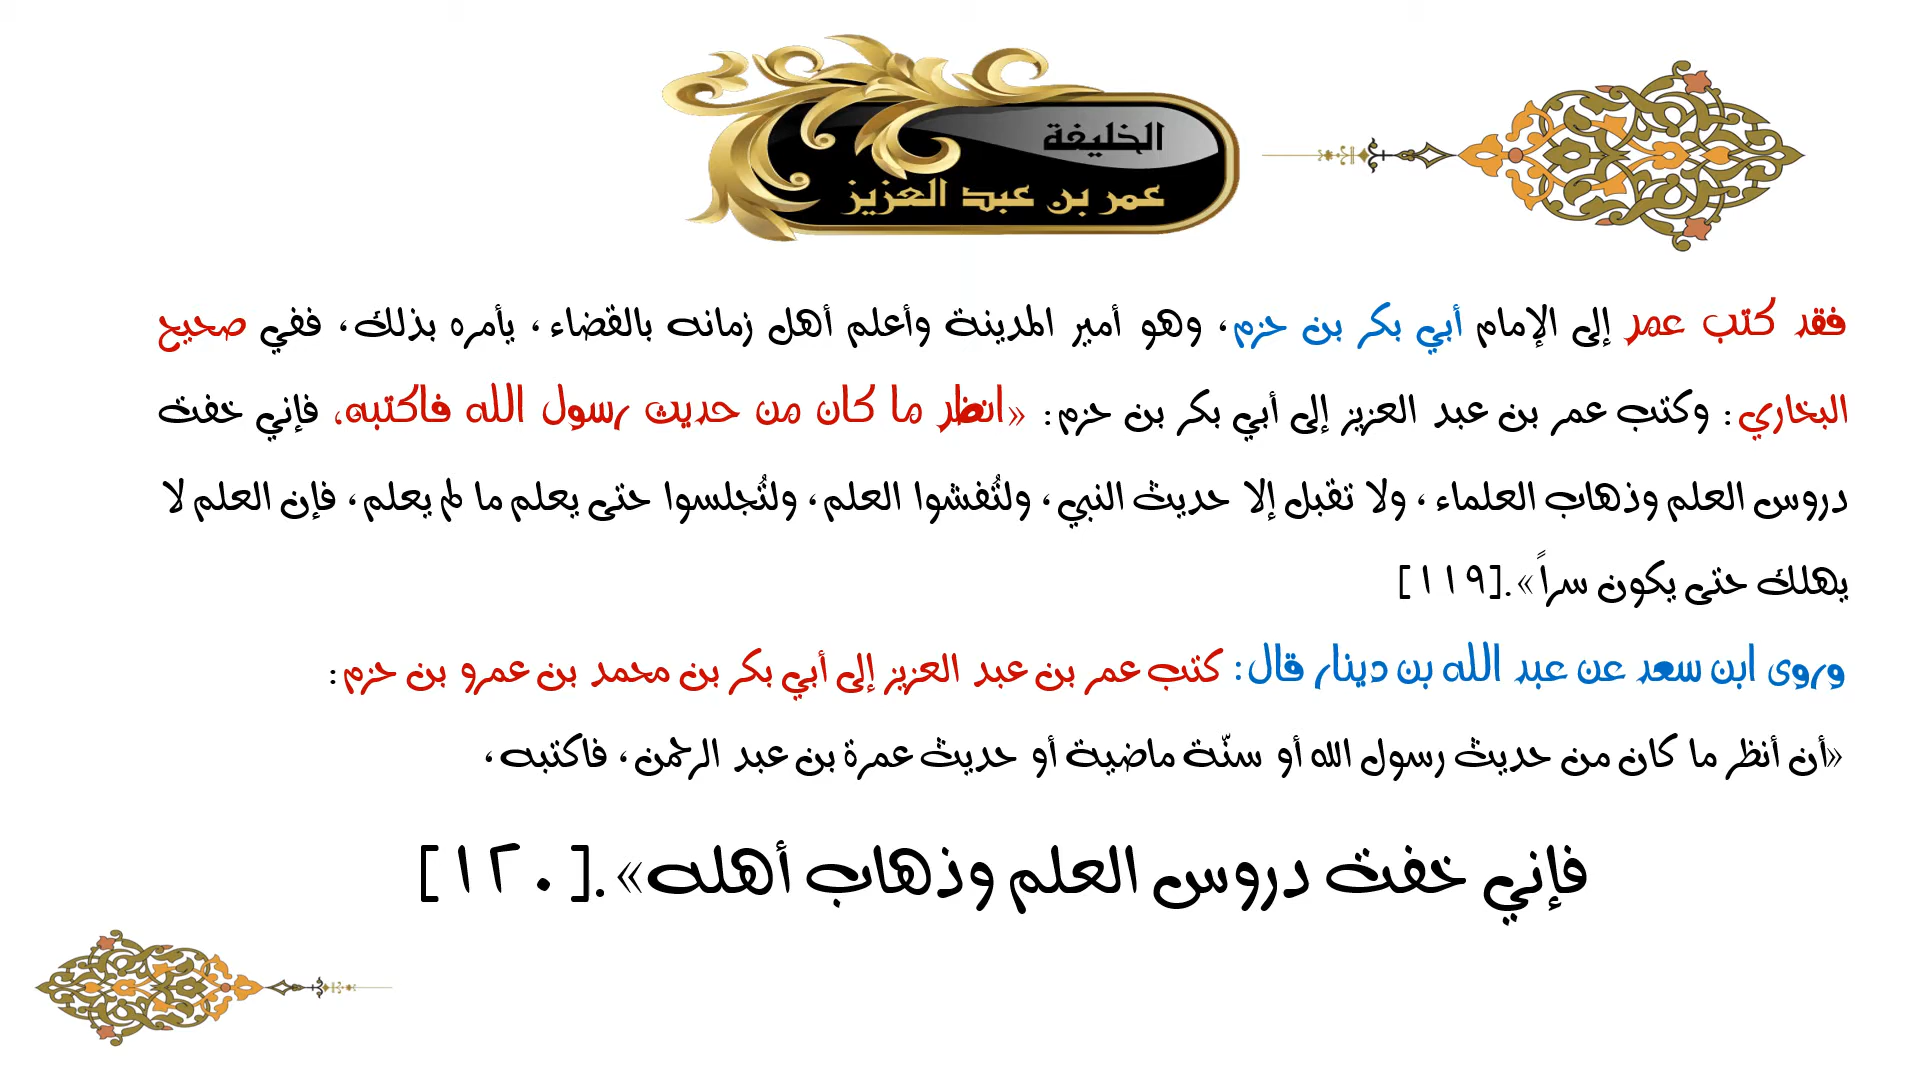 الخليفة
عمر بن عبد العزيز
فقد كتب عمر إلى الإمام أبي بكر بن حزم، وهو أمير المدينة وأعلم أهل زمانه بالقضاء، يأمره بذلك، ففي صحيح
البخاري: وكتب عمر بن عبد العزيز إلى أبي بكر بن حزم: «انظر ما كان من حديث رسول الله فاكتبه، فإني خفت
دروس العلم وذهاب العلماء، ولا تقبل إلا حديث النبي، ولتُفشوا العلم، ولتُجلسوا حتى يعلم ما لم يعلم، فإن العلم لا
يهلك حتى يكون سراً».[١١٩]
وروى ابن سعد عن عبد الله بن دينار قال: كتب عمر بن عبد العزيز إلى أبي بكر بن محمد بن عمرو بن حزم:
«أن أنظر ما كان من حديث رسول الله أو سنّة ماضية أو حديث عمرة بن عبد الرحمن، فاكتبه،
فإني خفت دروس العلم وذهاب أهله».[١٢٠]